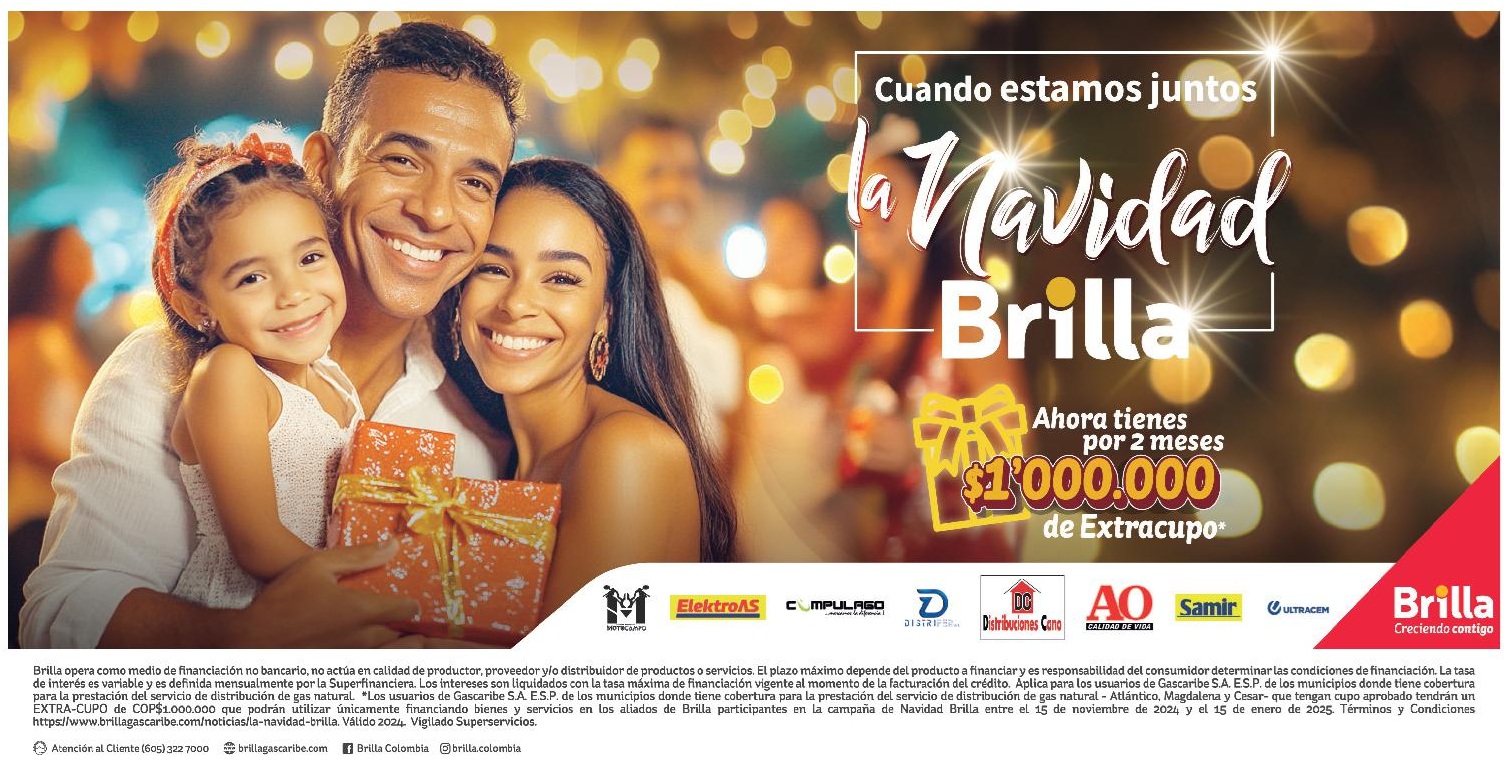 Cuando estamos juntos
la Navidad
Brilla
Ahora tienes
por 2 meses
$1'000.000
de Extracupo*
MOTOCAMPO
ElektroAS
COMPULAGO
DISTRIFER
DC
Distribuciones Cano
AO
CALIDAD DE VIDA
Samir
ULTRACEM
Brilla
Creciendo contigo
Brilla opera como medio de financiación no bancario, no actúa en calidad de productor, proveedor y/o distribuidor de productos o servicios. El plazo máximo depende del producto a financiar y es responsabilidad del consumidor determinar las condiciones de financiación. La tasa
de interés es variable y es definida mensualmente por la Superfinanciera. Los intereses son liquidados con la tasa máxima de financiación vigente al momento de la facturación del crédito. Aplica para los usuarios de Gascaribe S.A. E.S.P. de los municipios donde tiene cobertura
para la prestación del servicio de distribución de gas natural. *Los usuarios de Gascaribe S.A. E.S.P. de los municipios donde tiene cobertura para la prestación del servicio de distribución de gas natural - Atlántico, Magdalena y Cesar- que tengan cupo aprobado tendrán un
EXTRA-CUPO de COP$1.000.000 que podrán utilizar únicamente financiando bienes y servicios en los aliados de Brilla participantes en la campaña de Navidad Brilla entre el 15 de noviembre de 2024 y el 15 de enero de 2025. Términos y Condiciones
https://www.brillagascaribe.com/noticias/la-navidad-brilla. Válido 2024. Vigilado Superservicios.
Atención al Cliente (605) 322 7000 brillagascaribe.com Brilla Colombia brilla.colombia